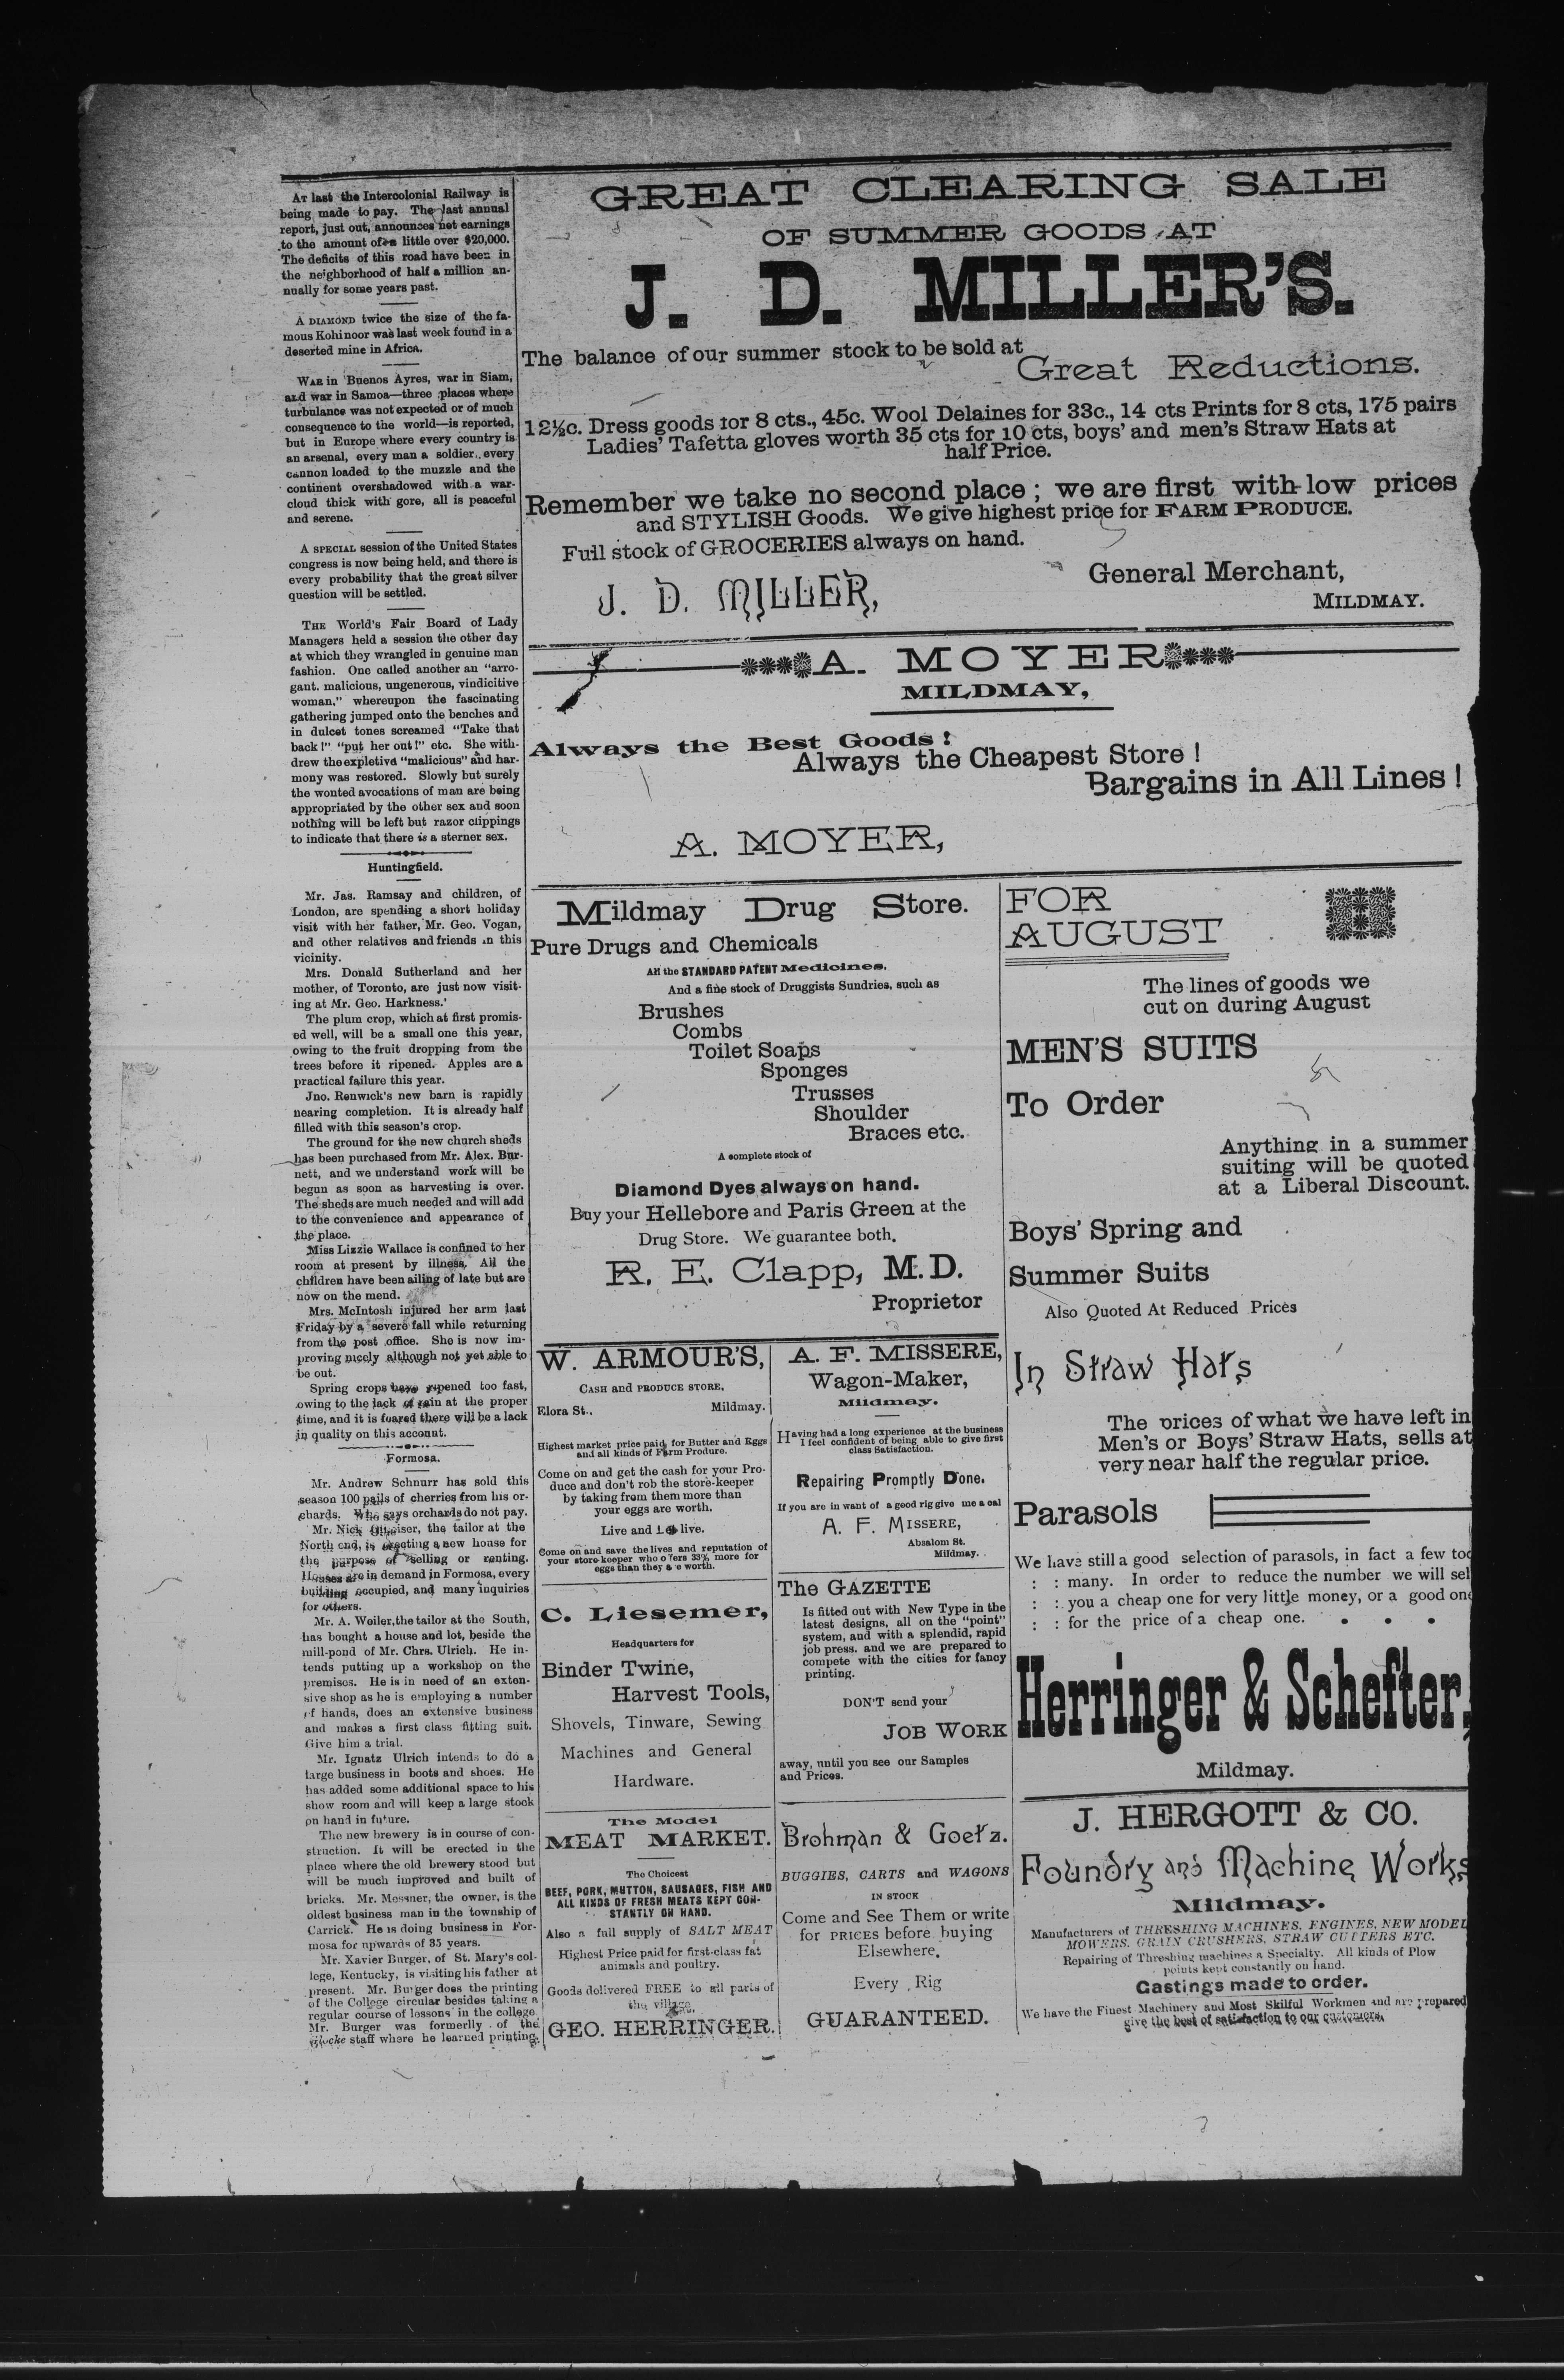 AT last the Intercolonial Railway is
being made to pay. The last annual
report, just out, announces net earnings
to the amount of a little over $20,000.
The deficits of this road have been in
the neighborhood of half a million an-
nually for some years past.
A DIAMOND twice the size of the fa-
mous Kohinoor was last week found in a
deserted mine in Africa.
WAR in Buenos Ayres, war in Siam,
and war in Samoa—three places where
turbulance was not expected or of much
consequence to the world—is reported,
but in Europe where every country is
an arsenal, every man a soldier, every
cannon loaded to the muzzle and the
continent overshadowed with a war-
cloud thick with gore, all is peaceful
and serene.
A SPECIAL session of the United States
congress is now being held, and there is
every probability that the great silver
question will be settled.
THE World's Fair Board of Lady
Managers held a session the other day
at which they wrangled in genuine man
fashion. One called another an "arro-
gant. malicious, ungenerous, vindicitive
woman," whereupon the fascinating
gathering jumped onto the benches and
in dulcet tones screamed "Take that
back!" "put her out!" etc. She with-
drew the expletive "malicious" and har-
mony was restored. Slowly but surely
the wonted avocations of man are being
appropriated by the other sex and soon
nothing will be left but razor clippings
to indicate that there is a sterner sex.
Huntingfield.
Mr. Jas. Ramsay and children, of
London, are spending a short holiday
visit with her father, Mr. Geo. Vogan,
and other relatives and friends in this
vicinity.
Mrs. Donald Sutherland and her
mother, of Toronto, are just now visit-
ing at Mr. Geo. Harkness.'
The plum crop, which at first promis-
ed well, will be a small one this year,
owing to the fruit dropping from the
trees before it ripened. Apples are a
practical failure this year.
Jno. Renwick's new barn is rapidly
nearing completion. It is already half
filled with this season's crop.
The ground for the new church sheds
has been purchased from Mr. Alex. Bur-
nett, and we understand work will be
begun as soon as harvesting is over.
The sheds are much needed and will add
to the convenience and appearance of
the place.
Miss Lizzie Wallace is confined to her
room at present by illness. All the
children have been ailing of late but are
now on the mend.
Mrs. McIntosh injured her arm last
Friday by a severe fall while returning
from the post office. She is now im-
proving nicely although not yet able to
be out.
Spring crops have ripened too fast,
owing to the lack of rain at the proper
time, and it is feared there will be a lack
in quality on this account.
Formosa.
Mr. Andrew Schnurr has sold this
season 100 pails of cherries from his or-
chards. Who says orchards do not pay.
Mr. Nick, the tailor at the
North end, is erecting a new house for
the purpose of selling or renting.
Houses are in demand in Formosa, every
building occupied, and many inquiries
for others.
Mr. A. Weiler, the tailor at the South,
has bought a house and lot, beside the
mill-pond of Mr. Chrs. Ulrich. He in-
tends putting up a workshop on the
premises. He is in need of an exten-
sive shop as he is employing a number
of hands, does an extensive business
and makes a first class fitting suit.
Give him a trial.
Mr. Ignatz Ulrich intends to do a
large business in boots and shoes. He
has added some additional space to his
show room and will keep a large stock
on hand in future.
The new brewery is in course of con-
struction. It will be erected in the
place where the old brewery stood but
will be much improved and built of
bricks. Mr. Messner, the owner, is the
oldest business man in the township of
Carrick. He is doing business in For-
mosa for upwards of 35 years.
Mr. Xavier Burger, of St. Mary's col-
lege, Kentucky, is visiting his father at
present. Mr. Burger does the printing
of the College circular besides taking a
regular course of lessons in the college.
Mr. Burger was formerlly of the
Glocke staff where he learned printing.
GREAT CLEARING SALE
OF SUMMER GOODS AT
J. D. MILLER'S.
The balance of our summer stock to be sold at
Great Reductions.
12½c. Dress goods for 8 cts., 45c. Wool Delaines for 33c., 14 cts Prints for 8 cts, 175 pairs
Ladies' Tafetta gloves worth 35 cts for 10 cts, boys' and men's Straw Hats at
half Price.
Remember we take no second place; we are first with low prices
and STYLISH Goods. We give highest price for FARM PRODUCE.
Full stock of GROCERIES always on hand.
J. D. MILLER,
General Merchant,
MILDMAY.
A. MOYER
MILDMAY,
Always the Best Goods!
Always the Cheapest Store!
Bargains in All Lines!
A. MOYER,
Mildmay Drug Store.
Pure Drugs and Chemicals
All the STANDARD PATENT Medicines,
And a fine stock of Druggists Sundries, such as
Brushes
Combs
Toilet Soaps
Sponges
Trusses
Shoulder
Braces etc.
A complete stock of
Diamond Dyes always on hand.
Buy your Hellebore and Paris Green at the
Drug Store. We guarantee both.
R. E. Clapp, M.D.
Proprietor
W. ARMOUR'S,
CASH and PRODUCE STORE,
Elora St., Mildmay.
Highest market price paid for Butter and Eggs
and all kinds of Farm Produre.
Come on and get the cash for your Pro-
duce and don't rob the store-keeper
by taking from them more than
your eggs are worth.
Live and Let live.
Come on and save the lives and reputation of
your store-keeper who offers 33% more for
eggs than they are worth.
C. Liesemer,
Headquarters for
Binder Twine,
Harvest Tools,
Shovels, Tinware, Sewing
Machines and General
Hardware.
The Model
MEAT MARKET.
The Choicest
BEEF, PORK, MUTTON, SAUSAGES, FISH AND
ALL KINDS OF FRESH MEATS KEPT CON-
STANTLY ON HAND.
Also a full supply of SALT MEAT
Highest Price paid for first-class fat
animals and poultry.
Goods delivered FREE to all parts of
the village.
GEO. HERRINGER.
A. F. MISSERE,
Wagon-Maker,
Mildmay.
Having had a long experience at the business
I feel confident of being able to give first
class Satisfaction.
Repairing Promptly Done.
If you are in want of a good rig give me a cal
A. F. MISSERE,
Absalom St.
Mildmay.
The GAZETTE
Is fitted out with New Type in the
latest designs, all on the "point"
system, and with a splendid, rapid
job press. and we are prepared to
compete with the cities for fancy
printing.
DON'T send your
JOB WORK
away, until you see our Samples
and Prices.
Brohman & Goetz.
BUGGIES, CARTS and WAGONS
IN STOCK
Come and See Them or write
for PRICES before buying
Elsewhere.
Every Rig
GUARANTEED.
FOR
AUGUST
The lines of goods we
cut on during August
MEN'S SUITS
To Order
Anything in a summer
suiting will be quoted
at a Liberal Discount.
Boys' Spring and
Summer Suits
Also Quoted At Reduced Prices
In Straw Hats
The prices of what we have left in
Men's or Boys' Straw Hats, sells at
very near half the regular price.
Parasols
We have still a good selection of parasols, in fact a few too
: : many. In order to reduce the number we will sel
: : you a cheap one for very little money, or a good one
: : for the price of a cheap one. . . .
Herringer & Schefter,
Mildmay.
J. HERGOTT & CO.
Foundry and Machine Works
Mildmay.
Manufacturers of THRESHING MACHINES, ENGINES, NEW MODEL
MOWERS, GRAIN CRUSHERS, STRAW CUTTERS ETC.
Repairing of Threshing machines a Specialty. All kinds of Plow
points kept constantly on hand.
Castings made to order.
We have the Finest Machinery and Most Skilful Workmen and are prepared
give the best of satisfaction to our customers.